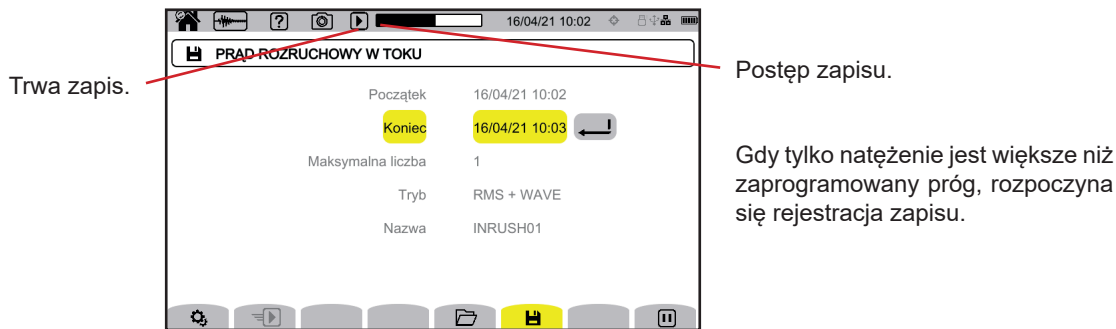 16/04/21 10:02
PRĄD ROZRUCHOWY W TOKU
Trwa zapis.
Postęp zapisu.
Początek 16/04/21 10:02
Koniec 16/04/21 10:03
Maksymalna liczba 1
Tryb RMS + WAVE
Nazwa INRUSH01
Gdy tylko natężenie jest większe niż
zaprogramowany próg, rozpoczyna
się rejestracja zapisu.